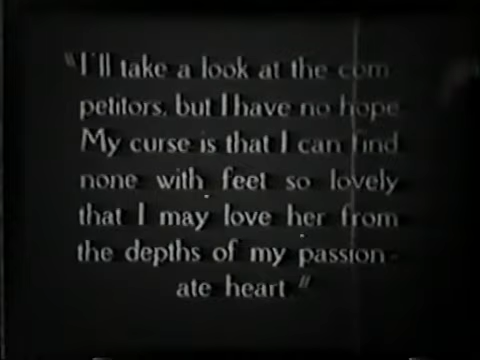 "I'll take a look at the com
petitors, but I have no hope
My curse is that I can find
none with feet so lovely
that I may love her from
the depths of my passion-
ate heart"